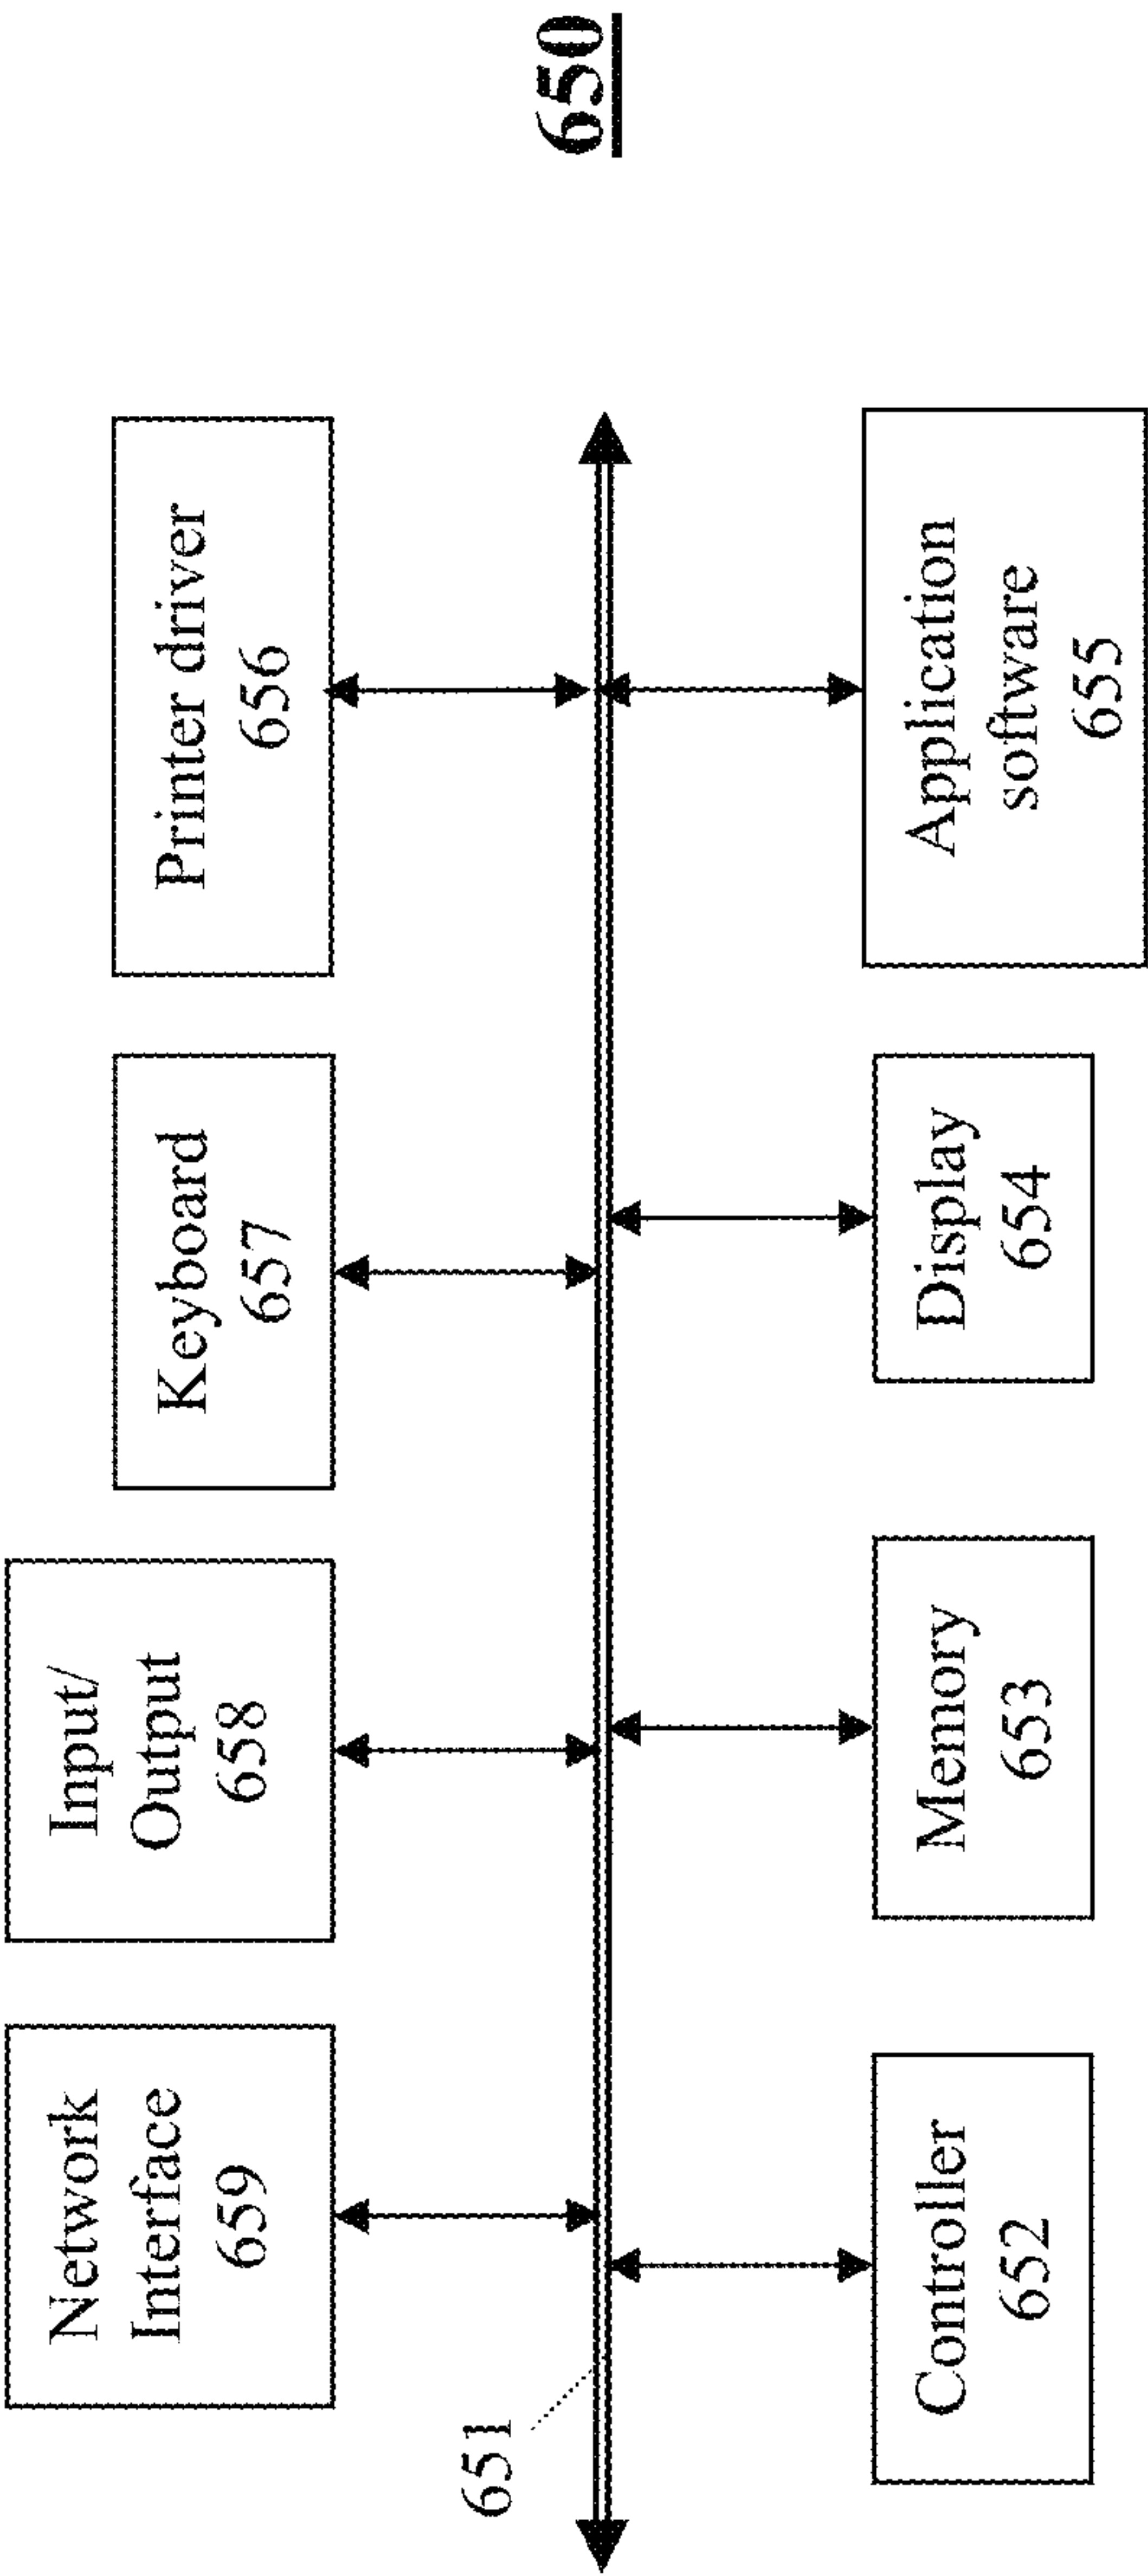 Network
Interface
659
Input/
Output
658
Keyboard
657
Printer driver
656
651
650
Controller
652
Memory
653
Display
654
Application
software
655